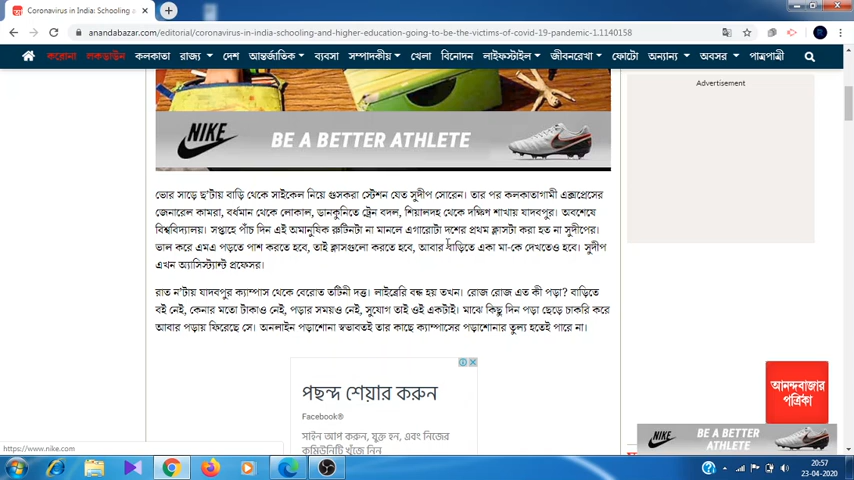 Coronavirus in India: Schooling a
anandabazar.com/editorial/coronavirus-in-india-schooling-and-higher-education-going-to-be-the-victims-of-covid-19-pandemic-1.1140158
করোনা লকডাউন কলকাতা রাজ্য দেশ আন্তর্জাতিক ব্যবসা সম্পাদকীয় খেলা বিনোদন লাইফস্টাইল জীবনরেখা ফোটো অন্যান্য অবসর পাত্রপাত্রী
Advertisement
NIKE BE A BETTER ATHLETE
ভোর সাড়ে ছ'টায় বাড়ি থেকে সাইকেল নিয়ে গুসকরা স্টেশন যেত সুদীপ সোরেন। তার পর কলকাতাগামী এক্সপ্রেসের
জেনারেল কামরা, বর্ধমান থেকে লোকাল, ডানকুনিতে ট্রেন বদল, শিয়ালদহ থেকে দক্ষিণ শাখায় যাদবপুর। অবশেষে
বিশ্ববিদ্যালয়। সপ্তাহে পাঁচ দিন এই অমানুষিক রুটিনটা না মানলে এগারোটা দশের প্রথম ক্লাসটা করা হত না সুদীপের।
ভাল করে এমএ পড়তে পাশ করতে হবে, তাই ক্লাসগুলো করতে হবে, আবার বাড়িতে একা মা-কে দেখতেও হবে। সুদীপ
এখন অ্যাসিস্ট্যান্ট প্রফেসর।
রাত ন'টায় যাদবপুর ক্যাম্পাস থেকে বেরোত তটিনী দত্ত। লাইব্রেরি বন্ধ হয় তখন। রোজ রোজ এত কী পড়া? বাড়িতে
বই নেই, কেনার মতো টাকাও নেই, পড়ার সময়ও নেই, সুযোগ তাই ওই একটাই। মাঝে কিছু দিন পড়া ছেড়ে চাকরি করে
আবার পড়ায় ফিরেছে সে। অনলাইন পড়াশোনা স্বভাবতই তার কাছে ক্যাম্পাসের পড়াশোনার তুল্য হতেই পারে না।
পছন্দ শেয়ার করুন
Facebook®
সাইন আপ করুন, যুক্ত হন, এবং নিজের
কমিউনিটি খুঁজে নিন
আনন্দবাজার
পত্রিকা
NIKE BE A BETTER ATHLETE
https://www.nike.com
20:57
23-04-2020